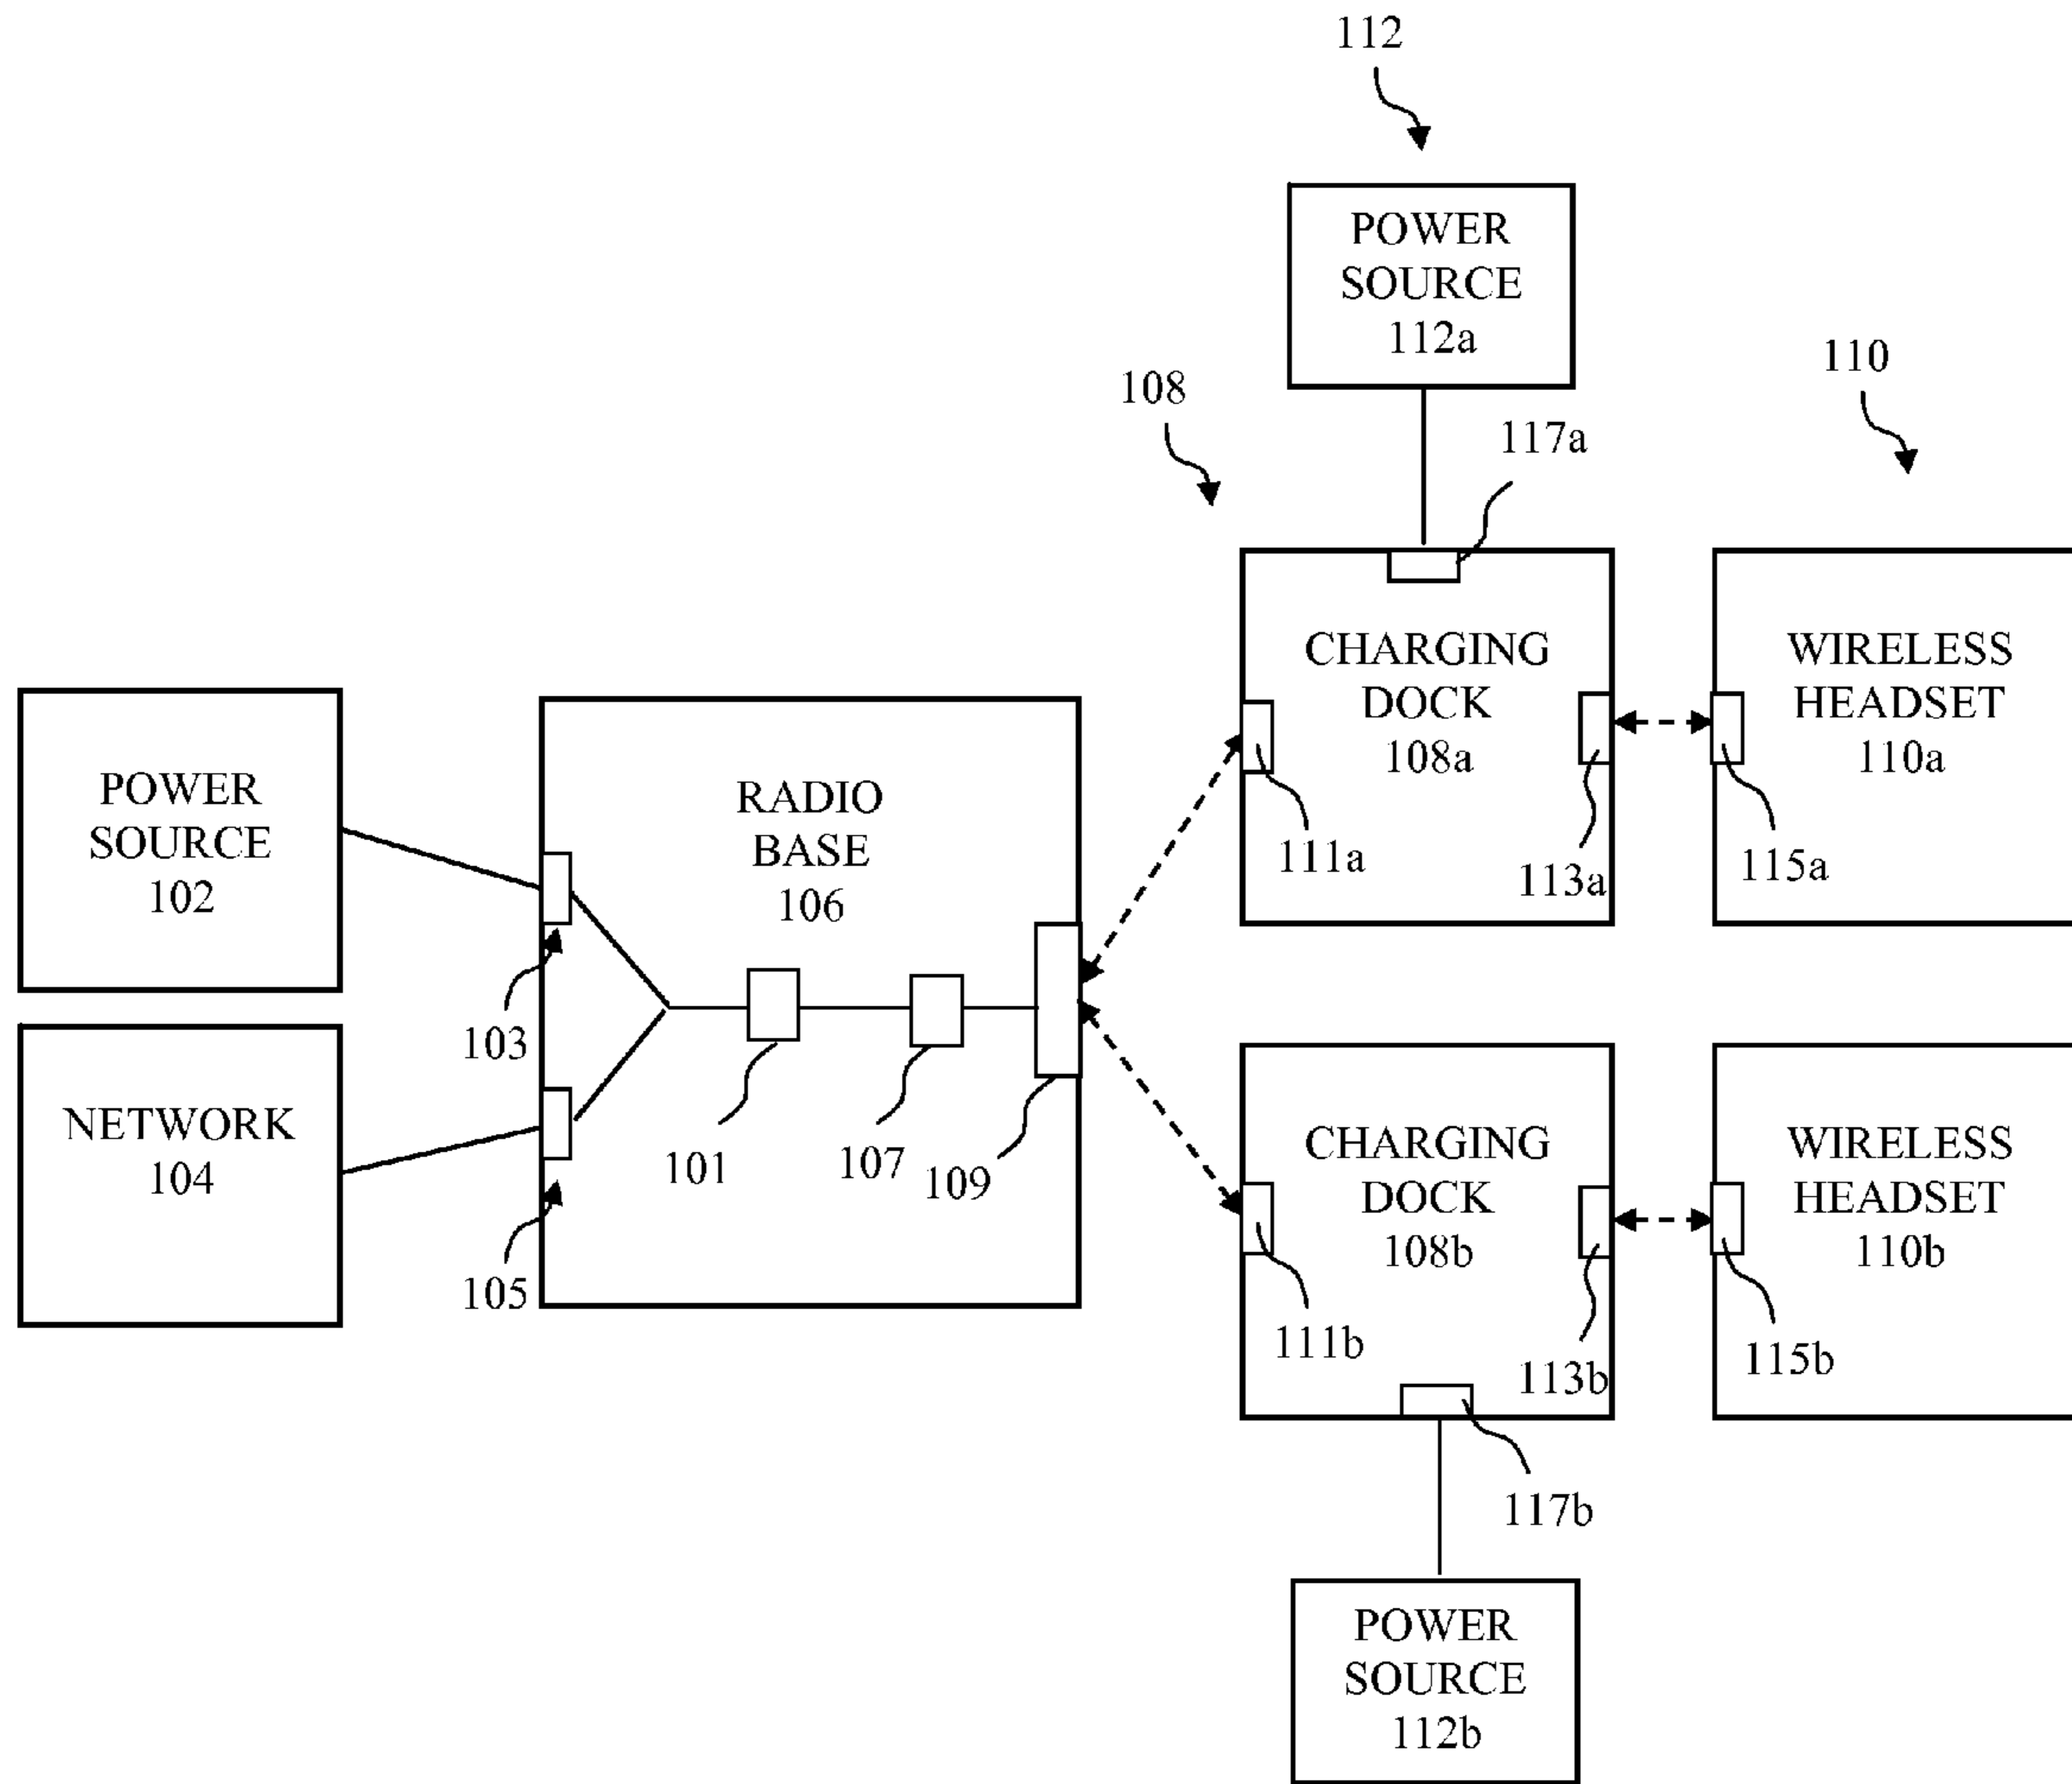 112
POWER
SOURCE
112a
110
108
117a
CHARGING
DOCK
108a
WIRELESS
HEADSET
110a
111a
113a
115a
POWER
SOURCE
102
RADIO
BASE
106
103
NETWORK
104
101
107
109
105
CHARGING
DOCK
108b
WIRELESS
HEADSET
110b
111b
113b
115b
117b
POWER
SOURCE
112b